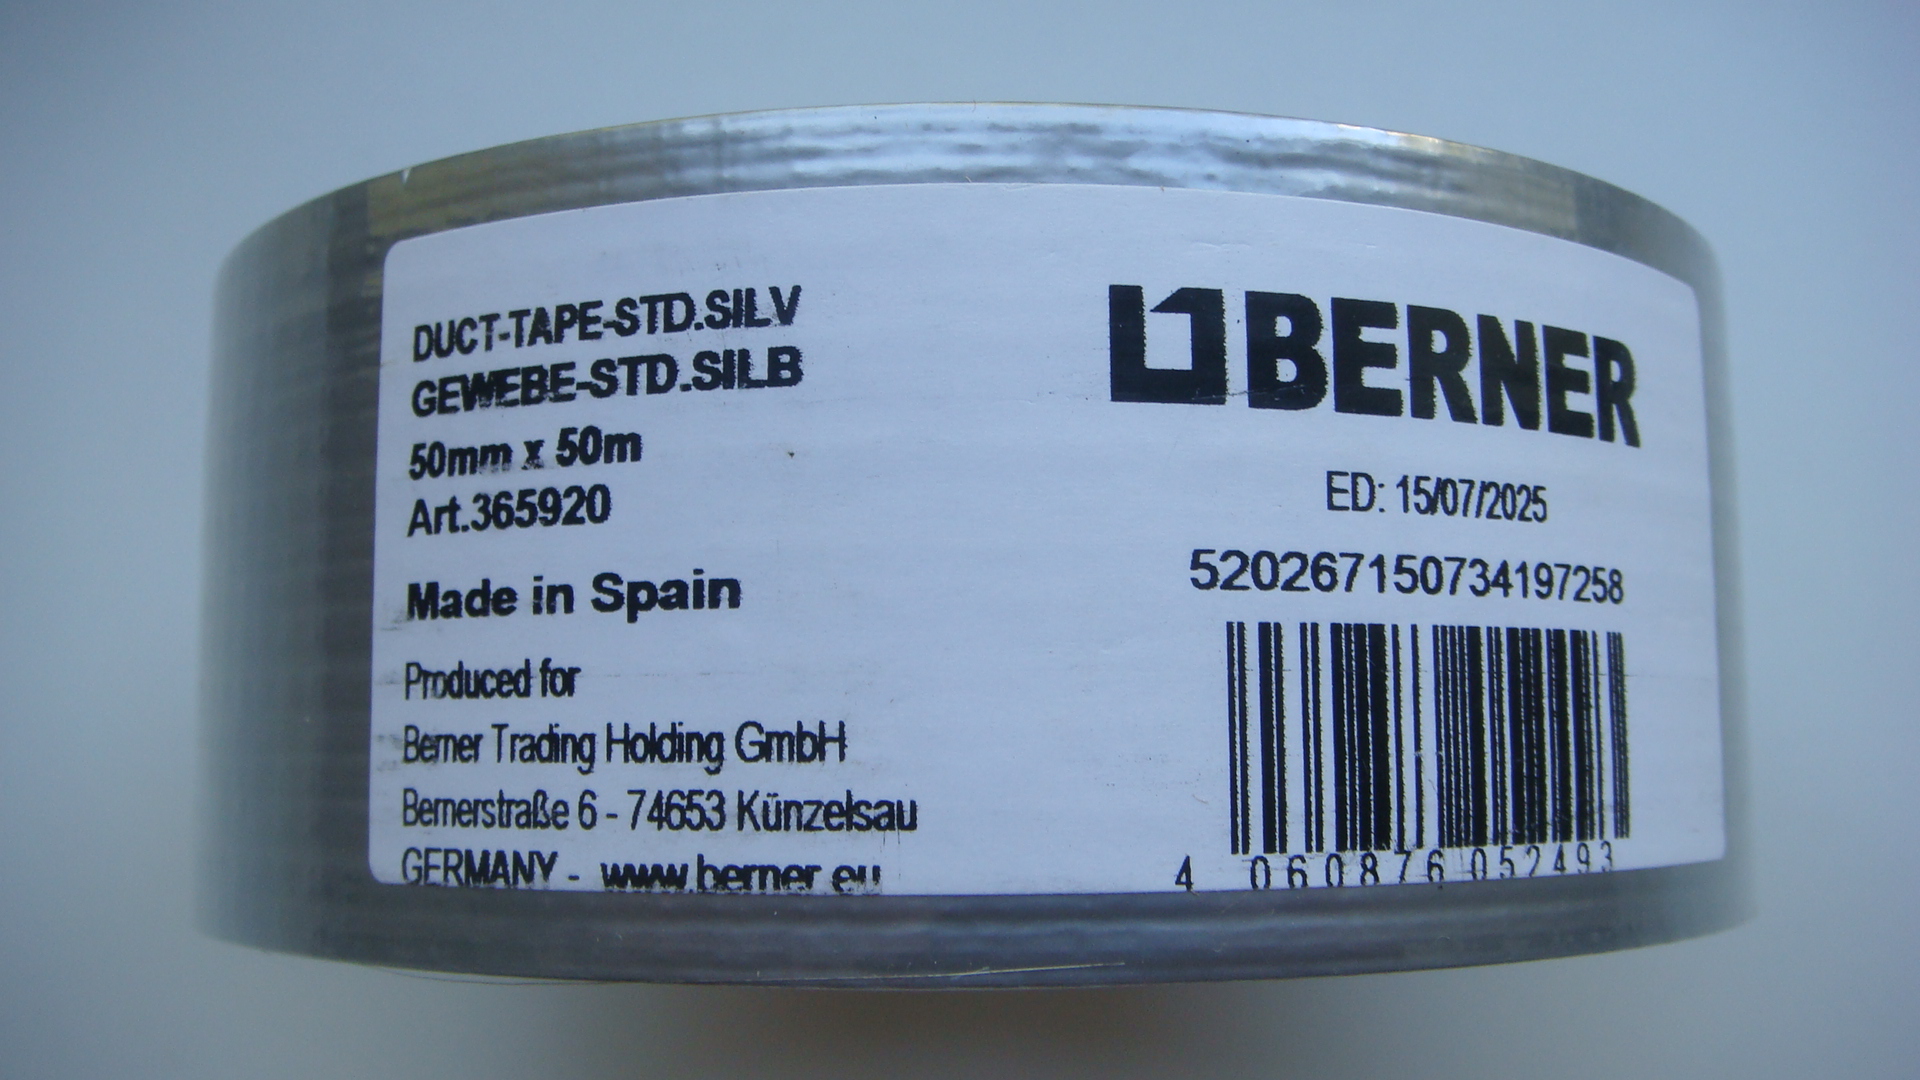 DUCT-TAPE-STD.SILV
GEWEBE-STD.SILB
50mm x 50m
Art.365920
Made in Spain
Produced for
Berner Trading Holding GmbH
Bernerstraße 6 - 74653 Künzelsau
GERMANY - www.berner.eu
BERNER
ED: 15/07/2025
520267150734197258
4 060876 052493